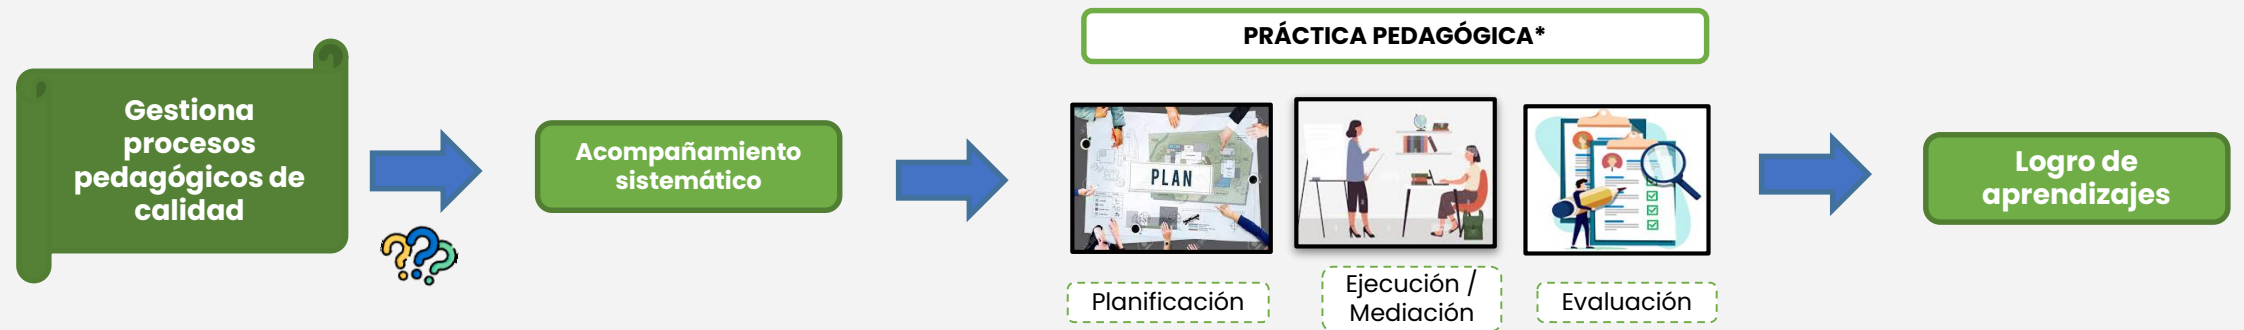 Gestiona
procesos
pedagógicos de
calidad
Acompañamiento
sistemático
PRÁCTICA PEDAGÓGICA*
PLAN
Planificación
Ejecución /
Mediación
Evaluación
Logro de
aprendizajes